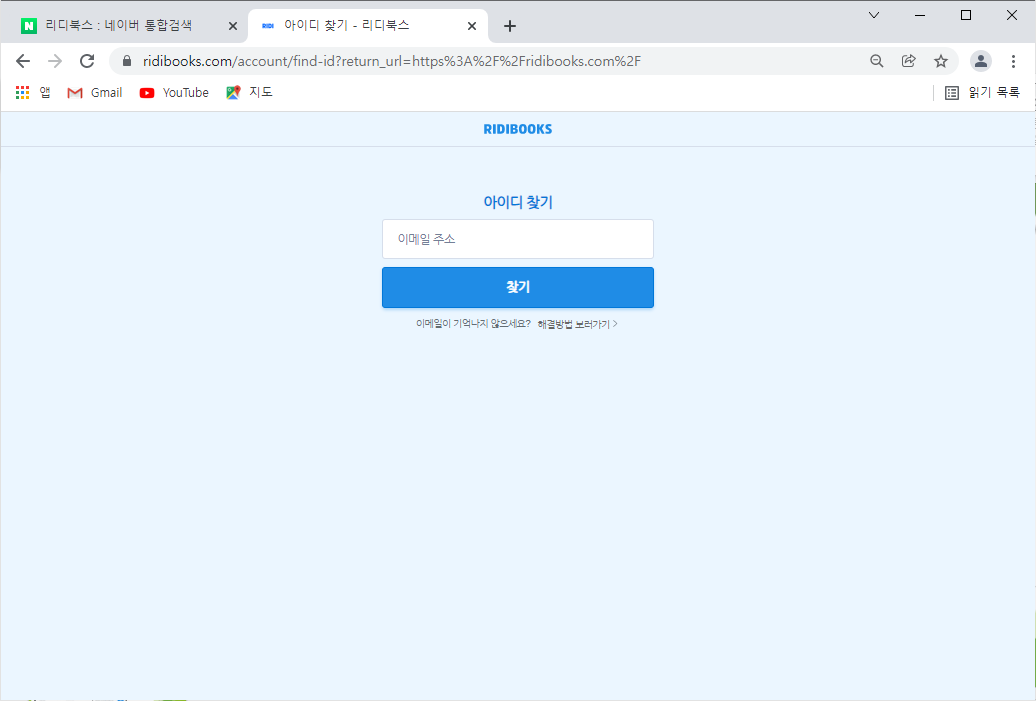 리디북스 : 네이버 통합검색
아이디 찾기 - 리디북스
ridibooks.com/account/find-id?return_url=https%3A%2F%2Fridibooks.com%2F
앱 Gmail YouTube 지도 읽기 목록
RIDIBOOKS
아이디 찾기
이메일 주소
찾기
이메일이 기억나지 않으세요? 해결방법 보러가기 >